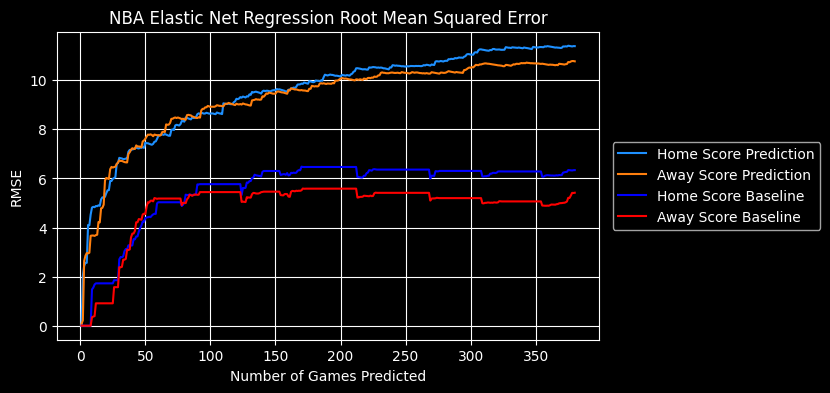 NBA Elastic Net Regression Root Mean Squared Error
RMSE
10
8
6
4
2
0
0 50 100 150 200 250 300 350
Number of Games Predicted
Home Score Prediction
Away Score Prediction
Home Score Baseline
Away Score Baseline